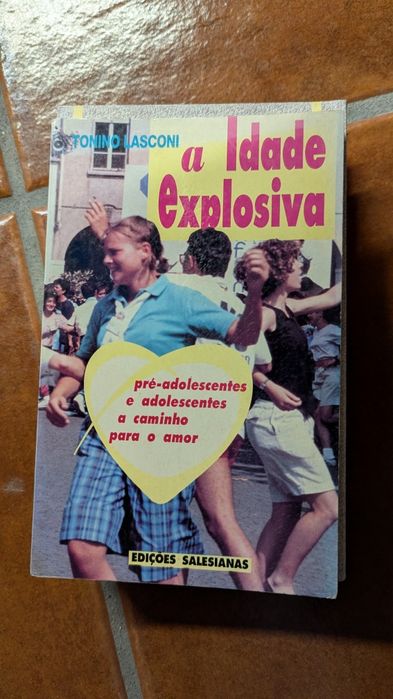 TONINO LASCONI
a Idade
explosiva
pré-adolescentes
e adolescentes
a caminho
para o amor
EDIÇÕES SALESIANAS